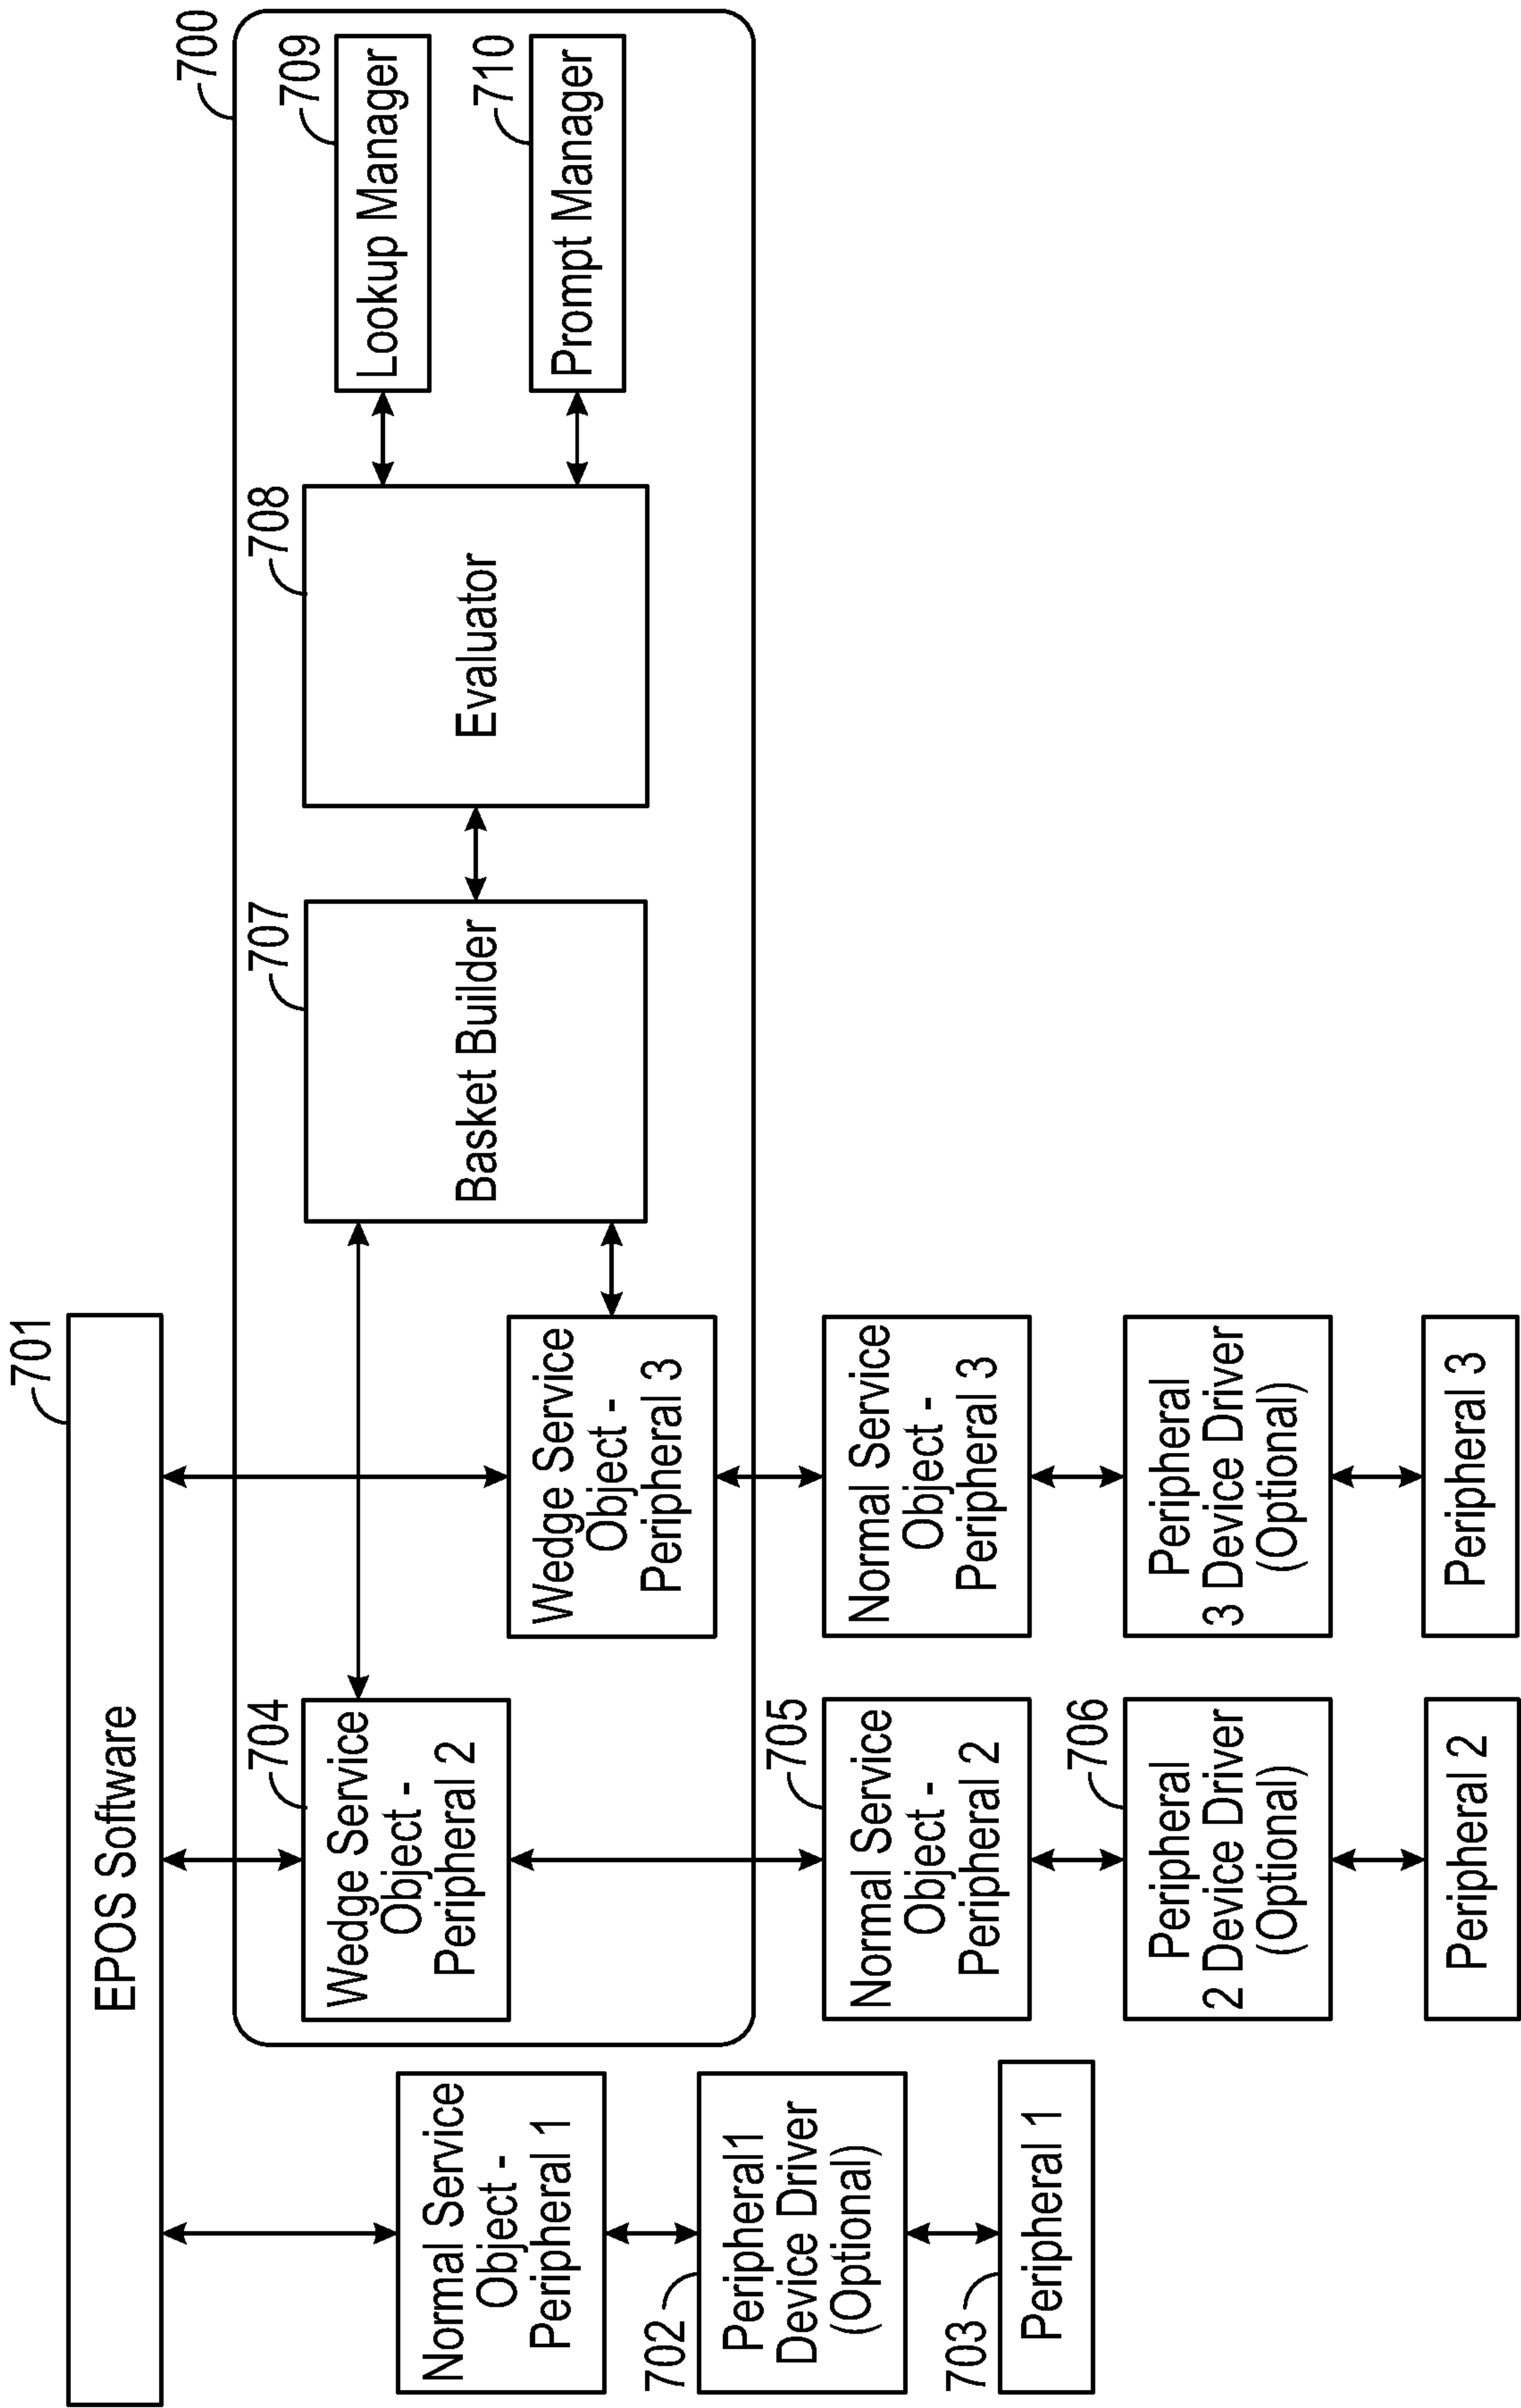 701
EPOS Software
700
Normal Service
Object -
Peripheral 1
702
Peripheral1
Device Driver
(Optional)
703
Peripheral 1
704
Wedge Service
Object -
Peripheral 2
705
Normal Service
Object -
Peripheral 2
706
Peripheral
2 Device Driver
(Optional)
Peripheral 2
Wedge Service
Object -
Peripheral 3
Normal Service
Object -
Peripheral 3
Peripheral
3 Device Driver
(Optional)
Peripheral 3
707
Basket Builder
708
Evaluator
709
Lookup Manager
710
Prompt Manager